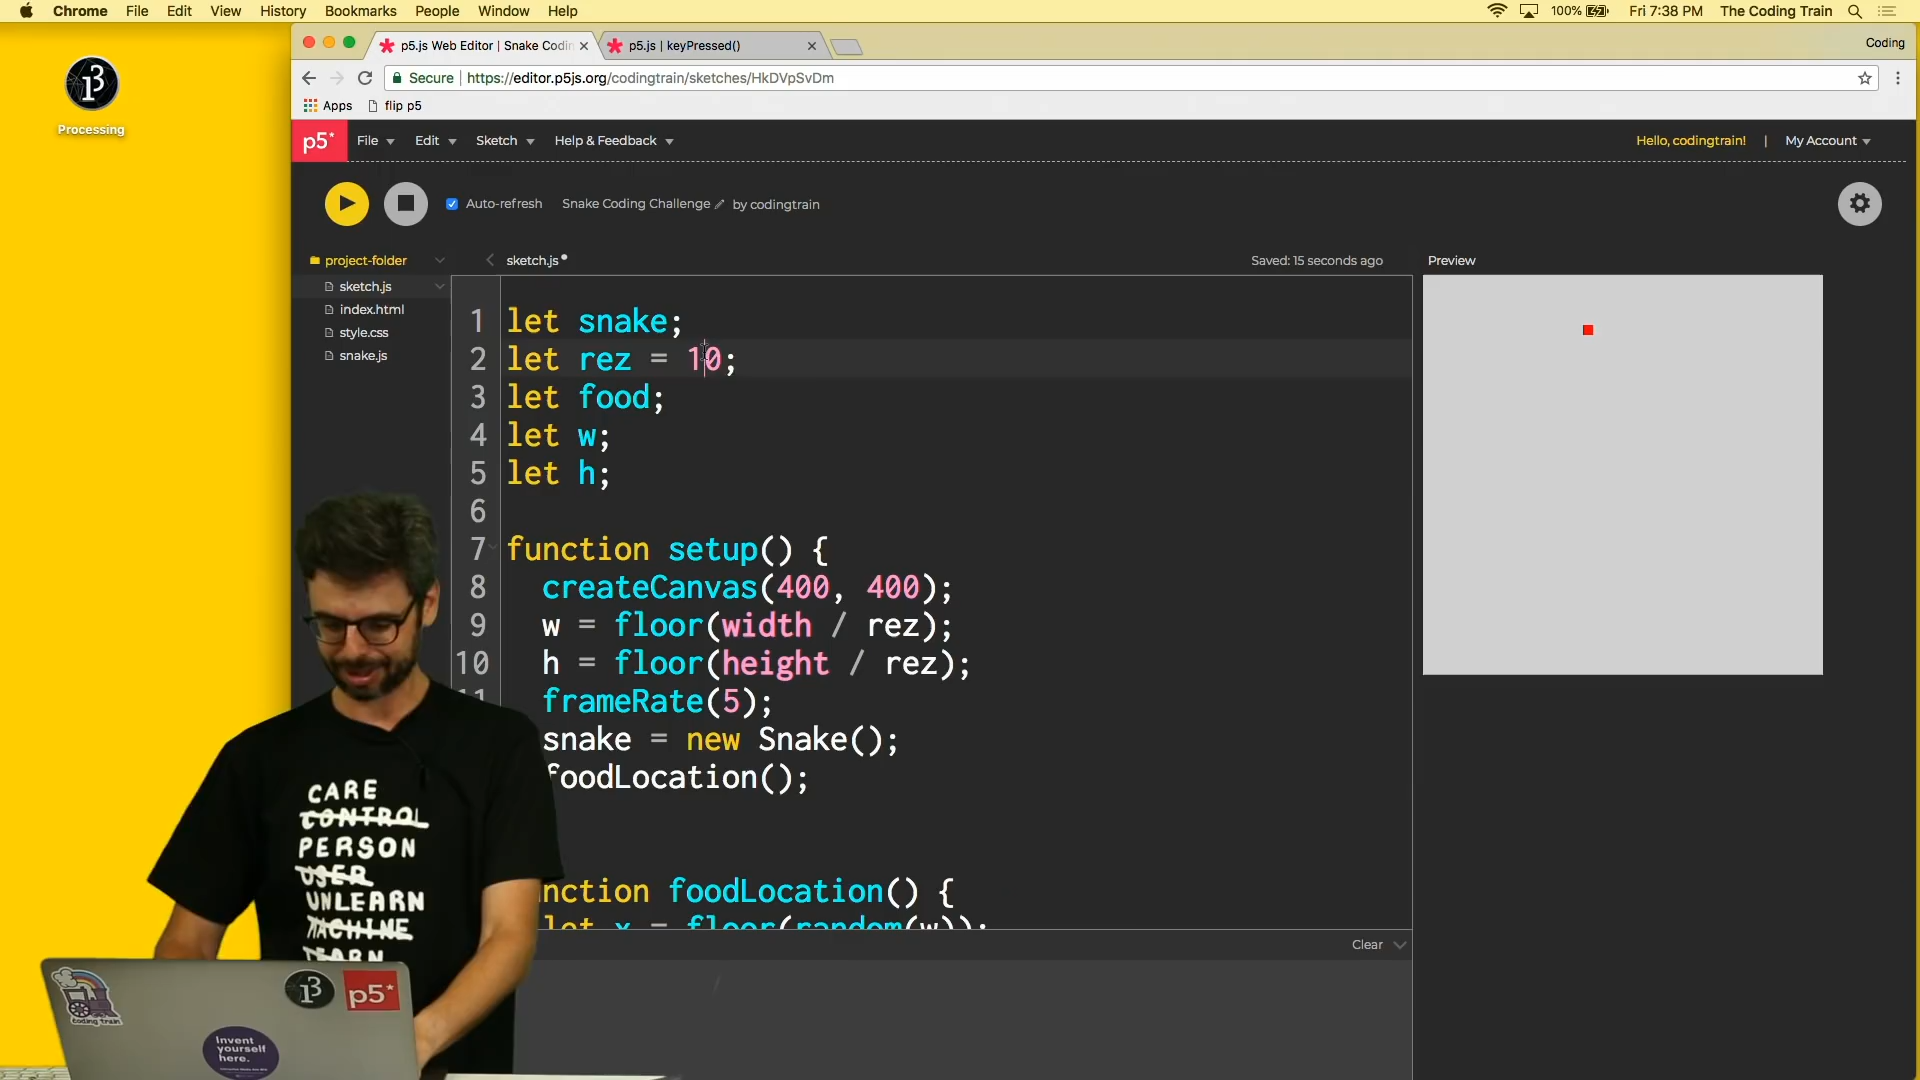 Chrome File Edit View History Bookmarks People Window Help
100% Fri 7:38 PM The Coding Train
Processing
p5.js Web Editor | Snake Codin
p5.js | keyPressed()
Coding
Secure | https://editor.p5js.org/codingtrain/sketches/HkDVpSvDm
Apps flip p5
p5* File Edit Sketch Help & Feedback
Hello, codingtrain! | My Account
Auto-refresh Snake Coding Challenge by codingtrain
project-folder
sketch.js
index.html
style.css
snake.js
sketch.js
Saved: 15 seconds ago
Preview
1 let snake;
2 let rez = 10;
3 let food;
4 let w;
5 let h;
6
7 function setup() {
8 createCanvas(400, 400);
9 w = floor(width / rez);
10 h = floor(height / rez);
11 frameRate(5);
snake = new Snake();
foodLocation();
nction foodLocation() {
let x = floor(random(w));
Clear
CARE
CONTROL
PERSON
USER
UNLEARN
MACHINE
LEARN
coding train
p5*
Invent
yourself
here.